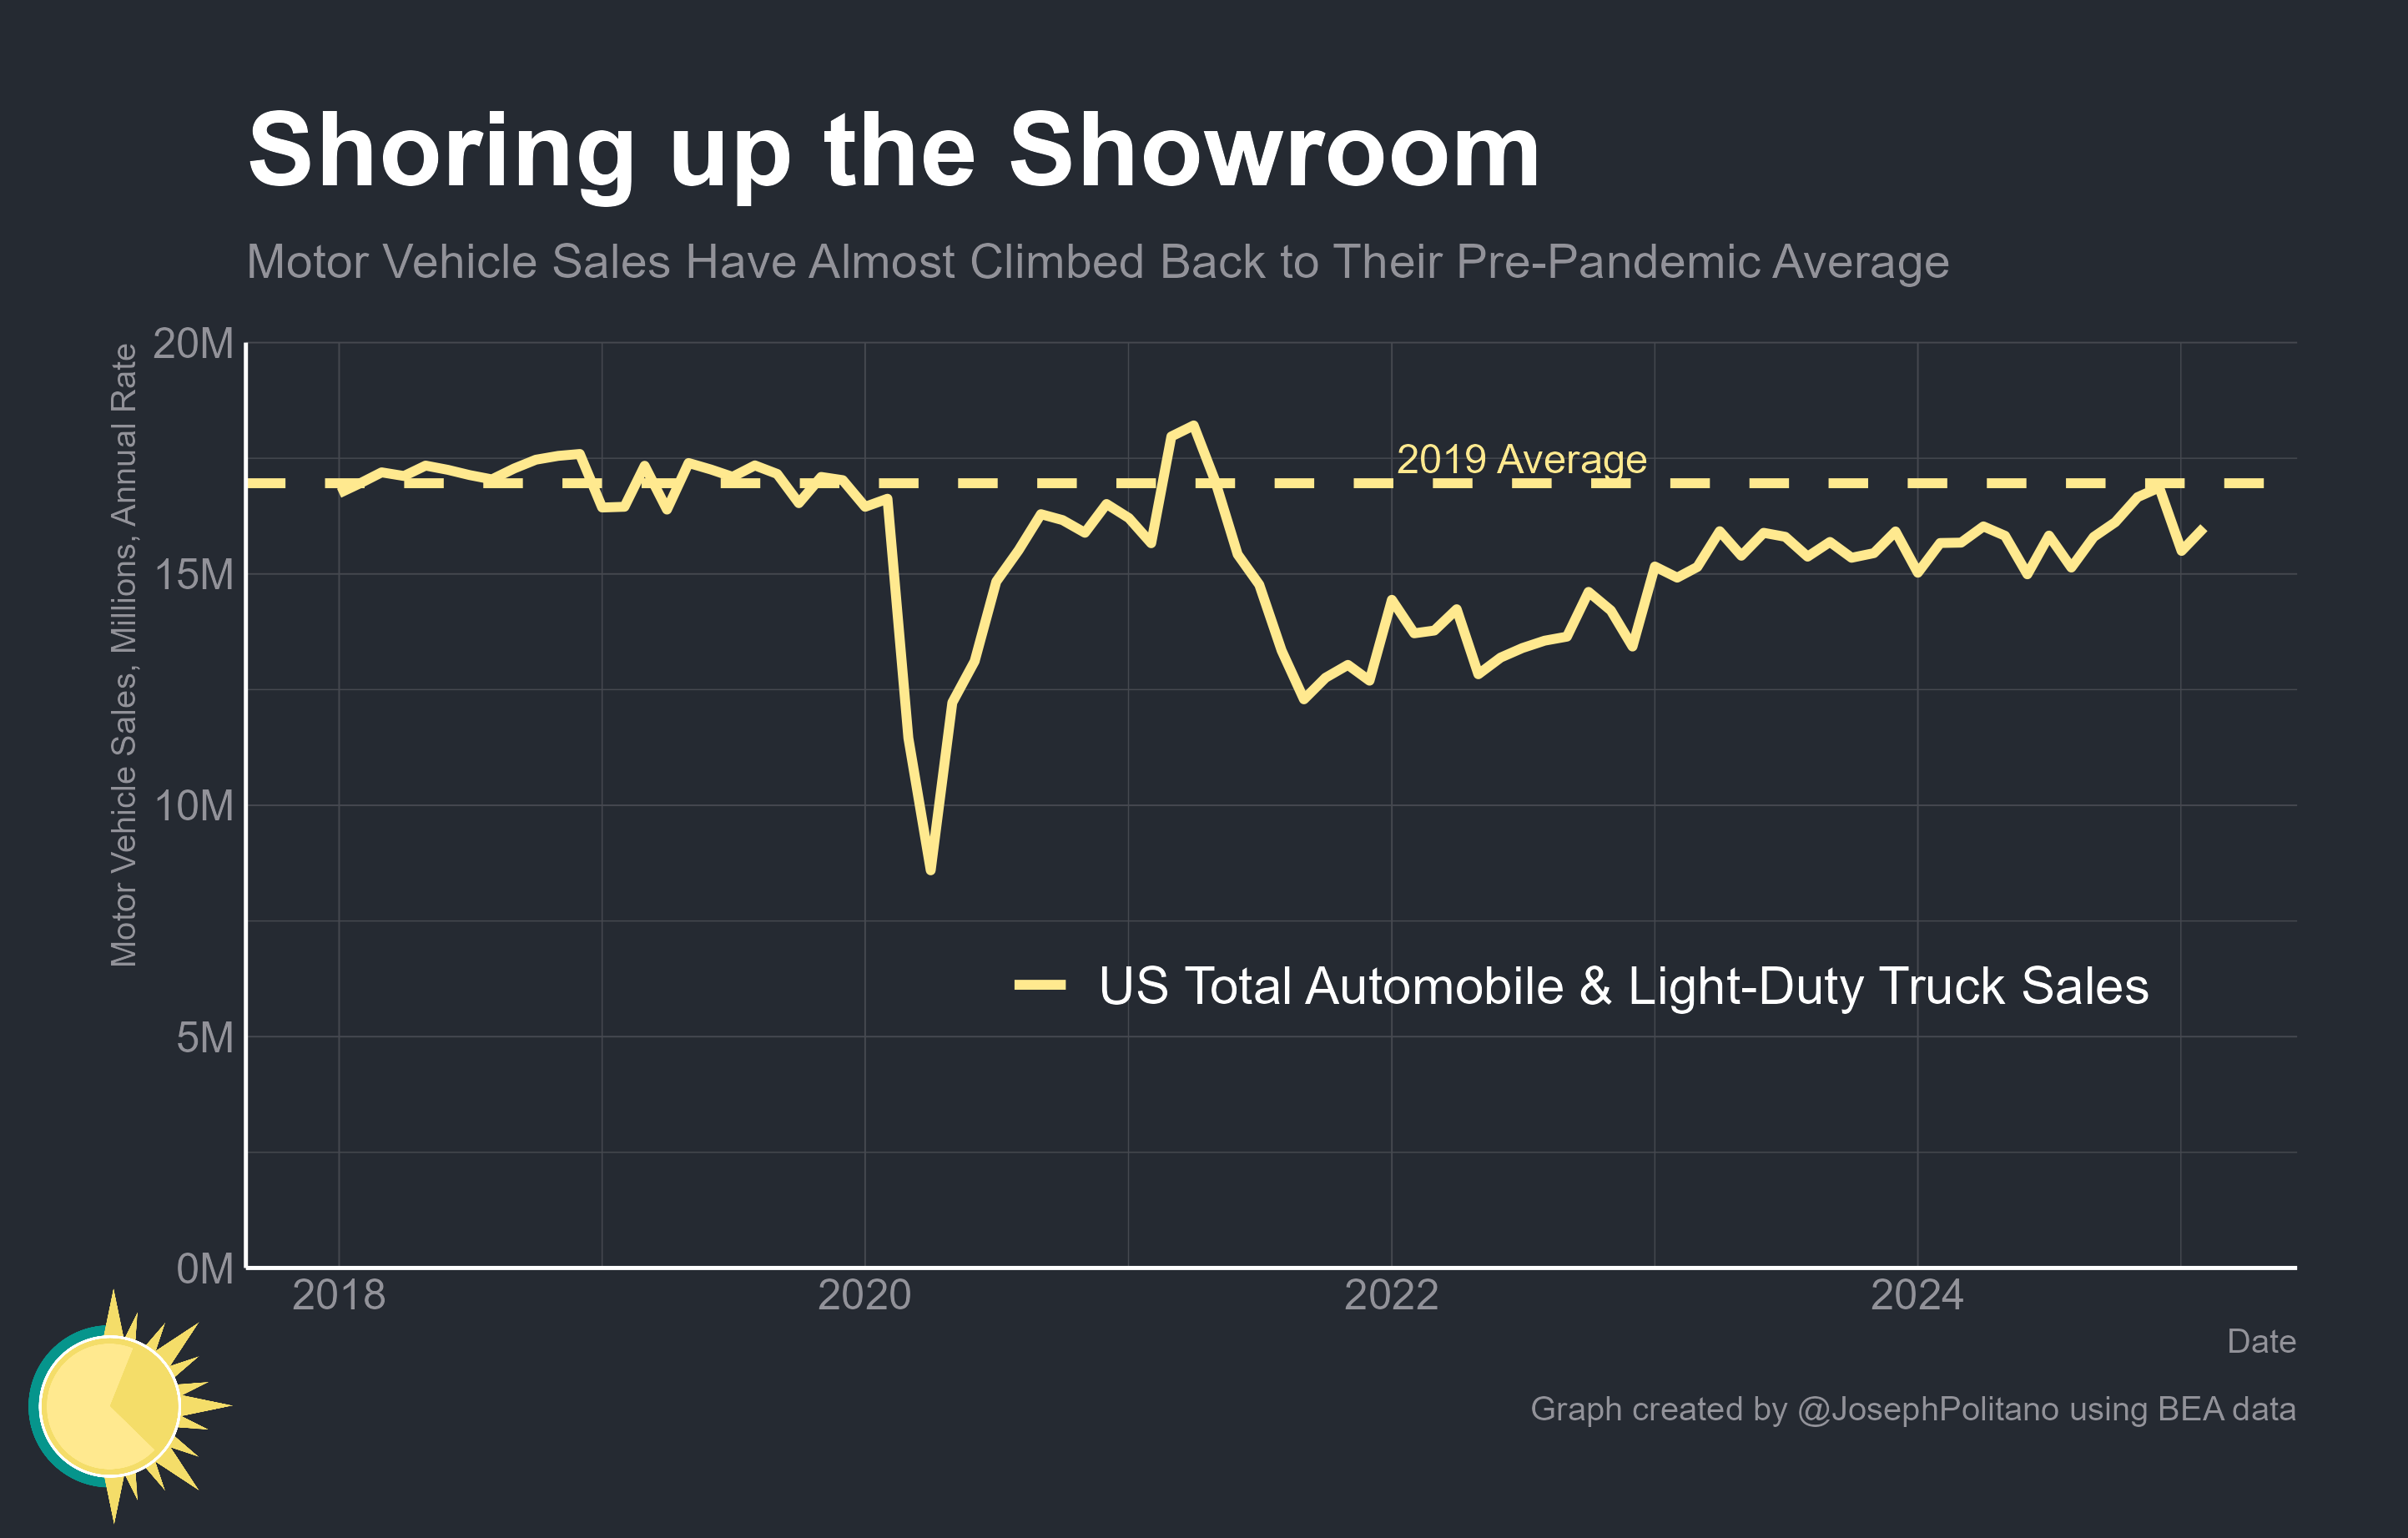 Shoring up the Showroom
Motor Vehicle Sales Have Almost Climbed Back to Their Pre-Pandemic Average
Motor Vehicle Sales, Millions, Annual Rate
20M
15M
10M
5M
0M
2019 Average
US Total Automobile & Light-Duty Truck Sales
2018
2020
2022
2024
Date
Graph created by @JosephPolitano using BEA data